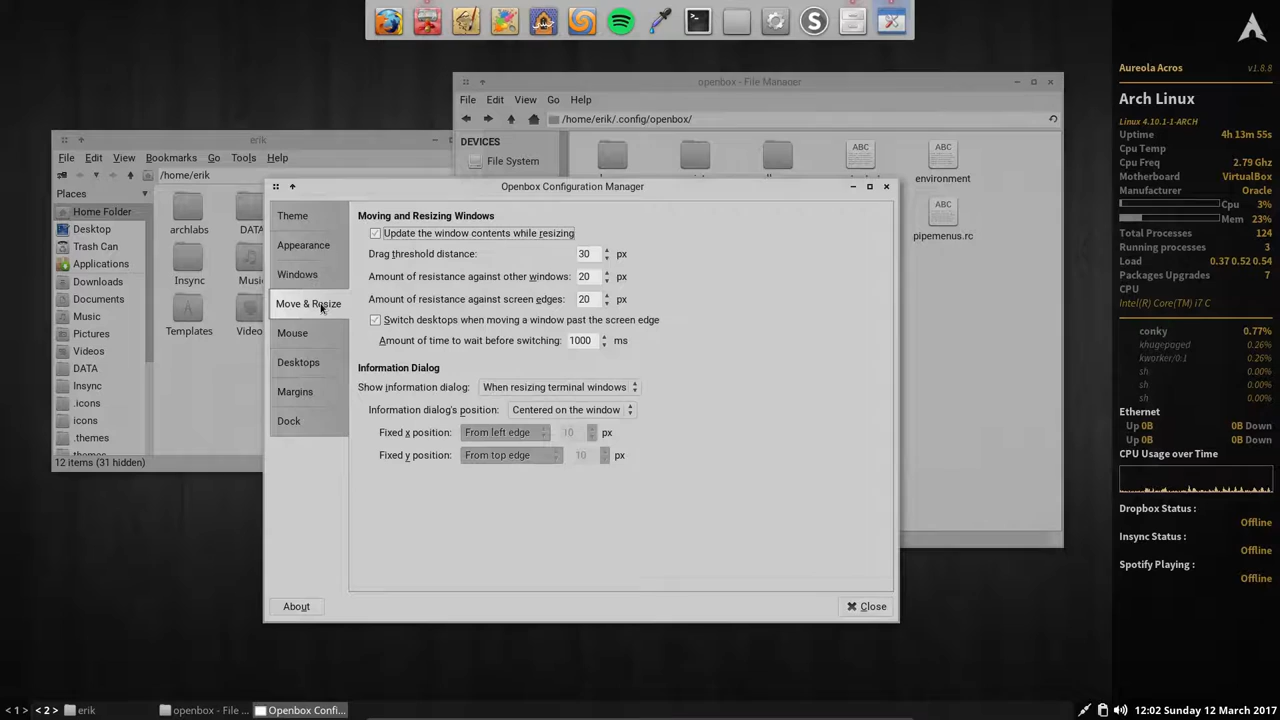 Aureola Acros v1.8.8
Arch Linux
Linux 4.10.1-1-ARCH
Uptime 4h 13m 55s
Cpu Temp
Cpu Freq 2.79 Ghz
Motherboard VirtualBox
Manufacturer Oracle
Cpu 3%
Mem 23%
Total Processes 124
Running processes 3
Load 0.37 0.52 0.54
Packages Upgrades 7
CPU
Intel(R) Core(TM) i7 C
conky 0.77%
khugepaged 0.26%
kworker/0:1 0.26%
sh 0.00%
sh 0.00%
sh 0.00%
Ethernet
Up 0B 0B Down
Up 0B 0B Down
CPU Usage over Time
Dropbox Status : 
Offline
Insync Status :
Offline
Spotify Playing :
Offline
openbox - File Manager
File Edit View Go Help
/home/erik/.config/openbox/
DEVICES
File System
ABC
ABC
environment
ABC
pipemenus.rc
erik
File Edit View Bookmarks Go Tools Help
/home/erik
Places
Home Folder
Desktop
Trash Can
Applications
Downloads
Documents
Music
Pictures
Videos
DATA
Insync
.icons
icons
.themes
themes
archlabs
DATA
Insync
Music
Templates
12 items (31 hidden)
Openbox Configuration Manager
Theme
Appearance
Windows
Move & Resize
Mouse
Desktops
Margins
Dock
Moving and Resizing Windows
Update the window contents while resizing
Drag threshold distance: 30 px
Amount of resistance against other windows: 20 px
Amount of resistance against screen edges: 20 px
Switch desktops when moving a window past the screen edge
Amount of time to wait before switching: 1000 ms
Information Dialog
Show information dialog: When resizing terminal windows
Information dialog's position: Centered on the window
Fixed x position: From left edge 10 px
Fixed y position: From top edge 10 px
About
Close
< 1 > < 2 > erik openbox - File ... Openbox Confi...
12:02 Sunday 12 March 2017